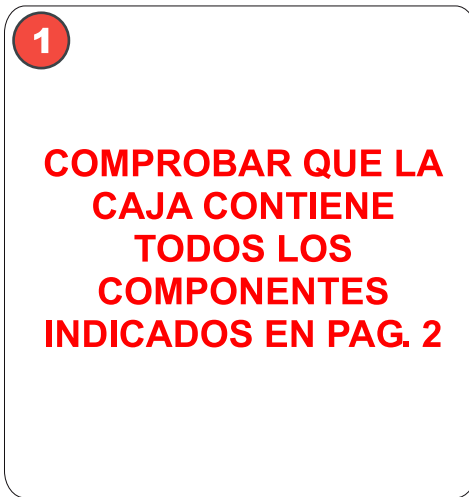 1
COMPROBAR QUE LA
CAJA CONTIENE
TODOS LOS
COMPONENTES
INDICADOS EN PAG. 2